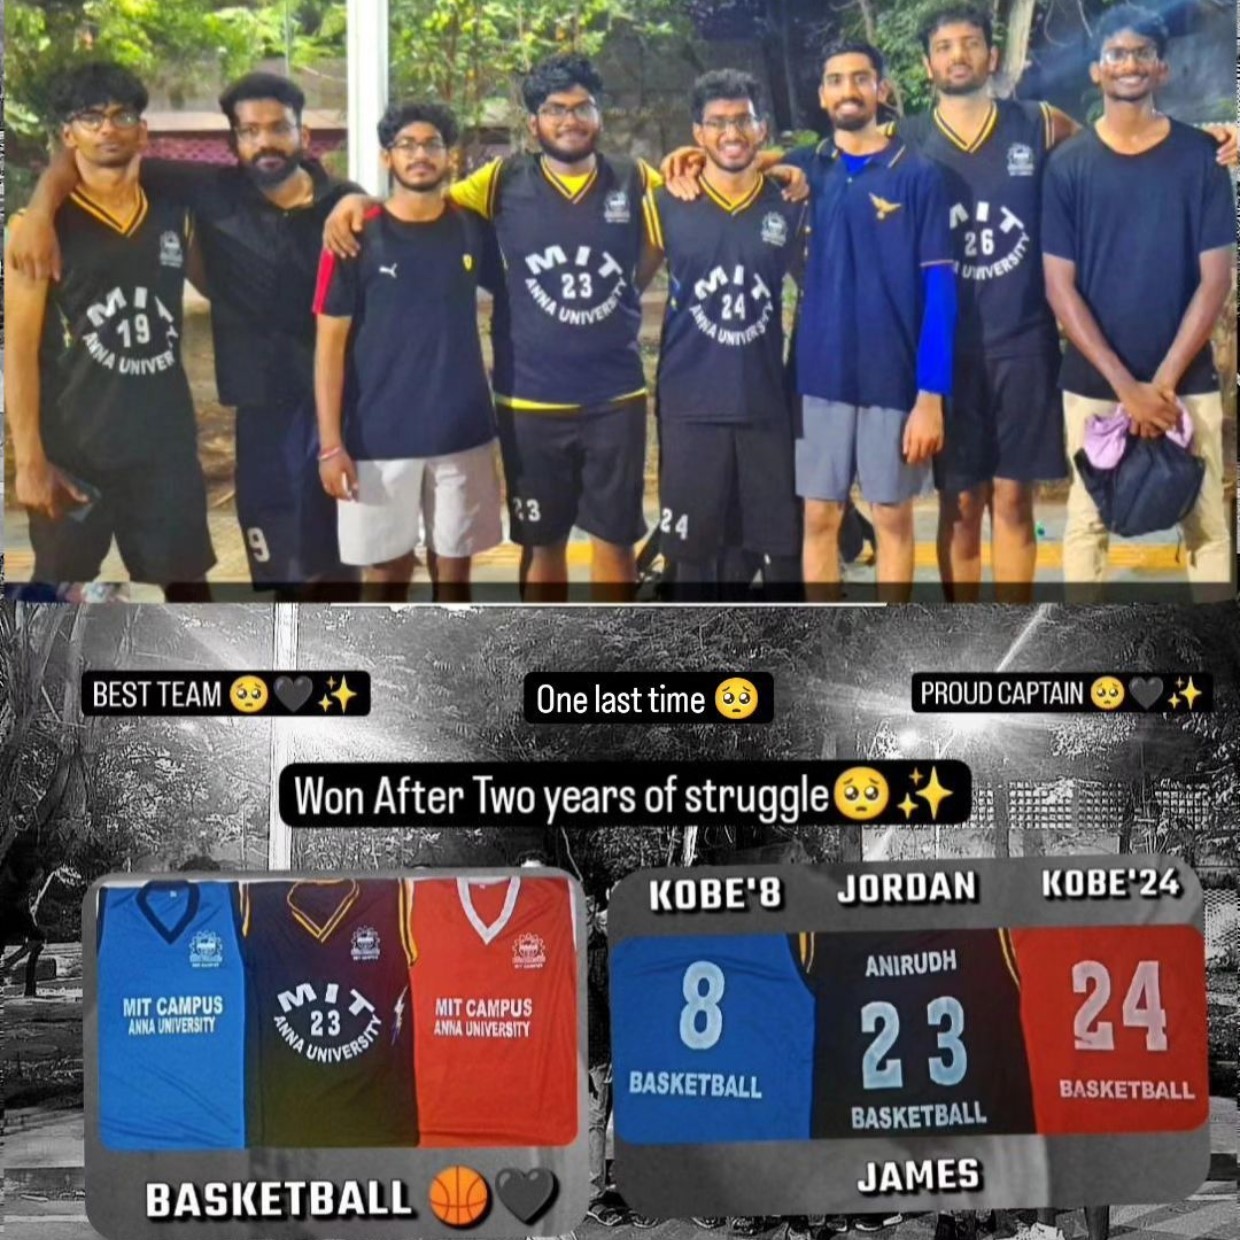 MIT
19
ANNA UNIVER
9
MIT
23
ANNA UNIVERSITY
23
MIT
24
ANNA UNIVERSITY
24
MIT
26
ANNA UNIVERSITY
BEST TEAM 🥺🖤✨
One last time 🥺
PROUD CAPTAIN 🥺🖤✨
Won After Two years of struggle🥺✨
MIT CAMPUS
ANNA UNIVERSITY
MIT
23
ANNA UNIVERSITY
MIT CAMPUS
ANNA UNIVERSITY
BASKETBALL 🏀🖤
KOBE'8
JORDAN
KOBE'24
8
BASKETBALL
ANIRUDH
23
BASKETBALL
24
BASKETBALL
JAMES